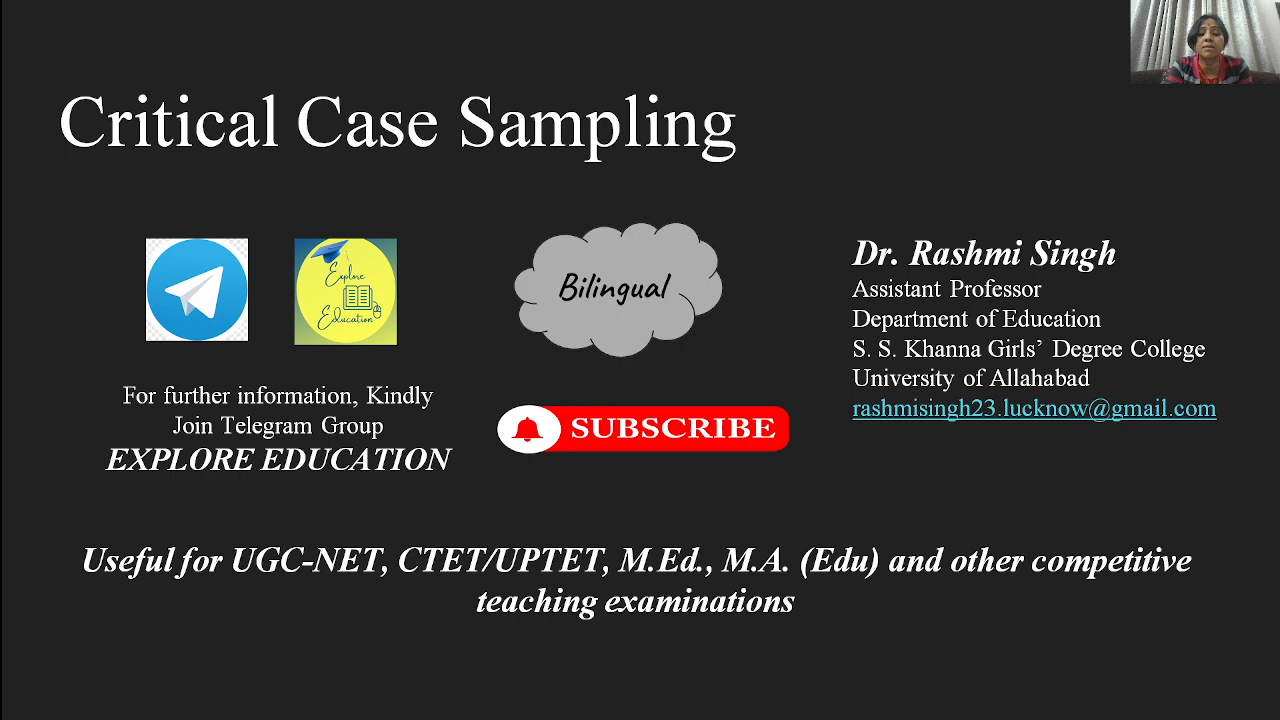 Critical Case Sampling
Explore
Education
For further information, Kindly
Join Telegram Group
EXPLORE EDUCATION
Bilingual
SUBSCRIBE
Dr. Rashmi Singh
Assistant Professor
Department of Education
S. S. Khanna Girls’ Degree College
University of Allahabad
rashmisingh23.lucknow@gmail.com
Useful for UGC-NET, CTET/UPTET, M.Ed., M.A. (Edu) and other competitive
teaching examinations